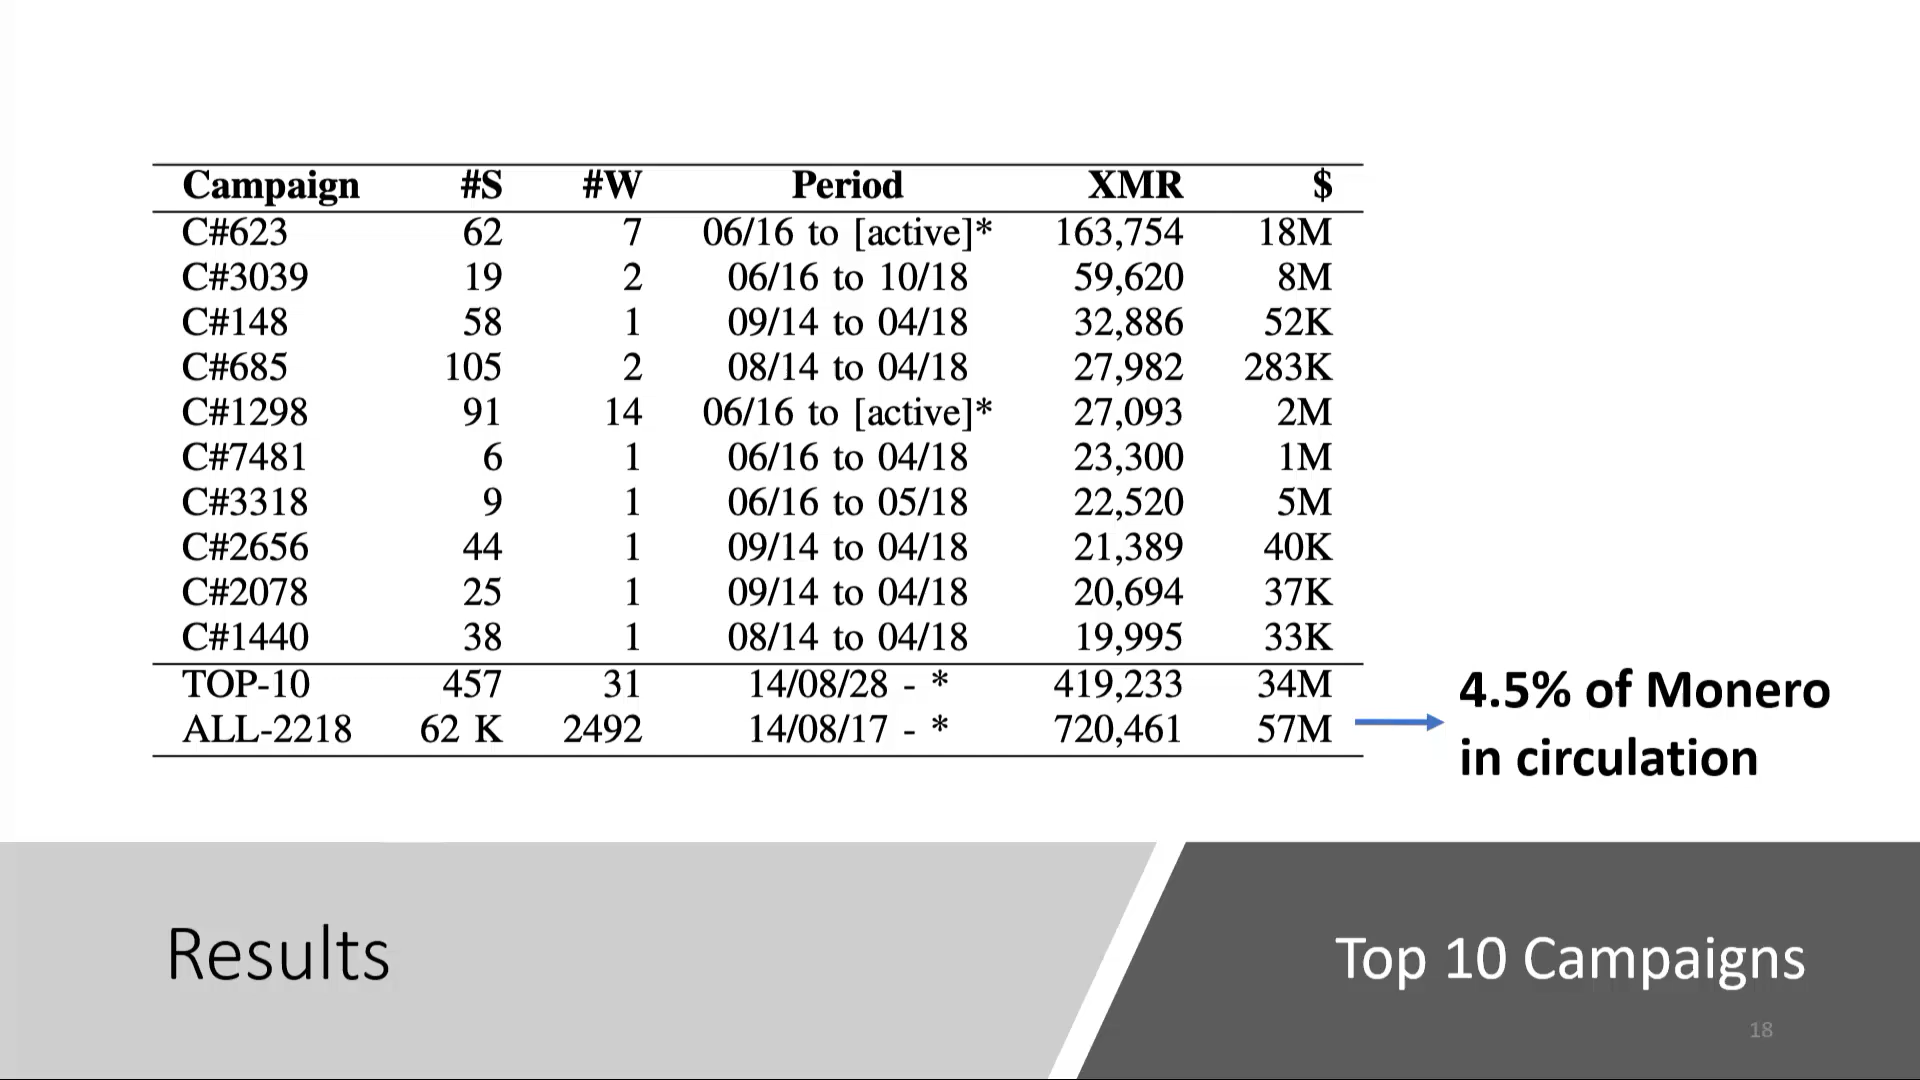 Campaign #S #W Period XMR $
C#623 62 7 06/16 to [active]* 163,754 18M
C#3039 19 2 06/16 to 10/18 59,620 8M
C#148 58 1 09/14 to 04/18 32,886 52K
C#685 105 2 08/14 to 04/18 27,982 283K
C#1298 91 14 06/16 to [active]* 27,093 2M
C#7481 6 1 06/16 to 04/18 23,300 1M
C#3318 9 1 06/16 to 05/18 22,520 5M
C#2656 44 1 09/14 to 04/18 21,389 40K
C#2078 25 1 09/14 to 04/18 20,694 37K
C#1440 38 1 08/14 to 04/18 19,995 33K
TOP-10 457 31 14/08/28 - * 419,233 34M
ALL-2218 62 K 2492 14/08/17 - * 720,461 57M
4.5% of Monero
in circulation
Results
Top 10 Campaigns
18